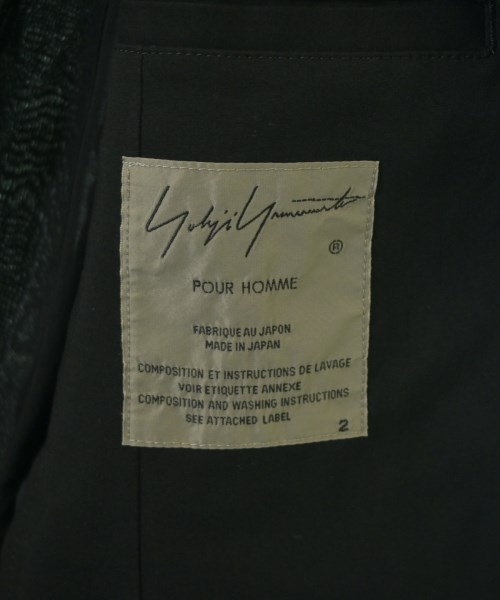 Yohji Yamamoto
®
POUR HOMME
FABRIQUE AU JAPON
MADE IN JAPAN
COMPOSITION ET INSTRUCTIONS DE LAVAGE
VOIR ETIQUETTE ANNEXE
COMPOSITION AND WASHING INSTRUCTIONS
SEE ATTACHED LABEL
2